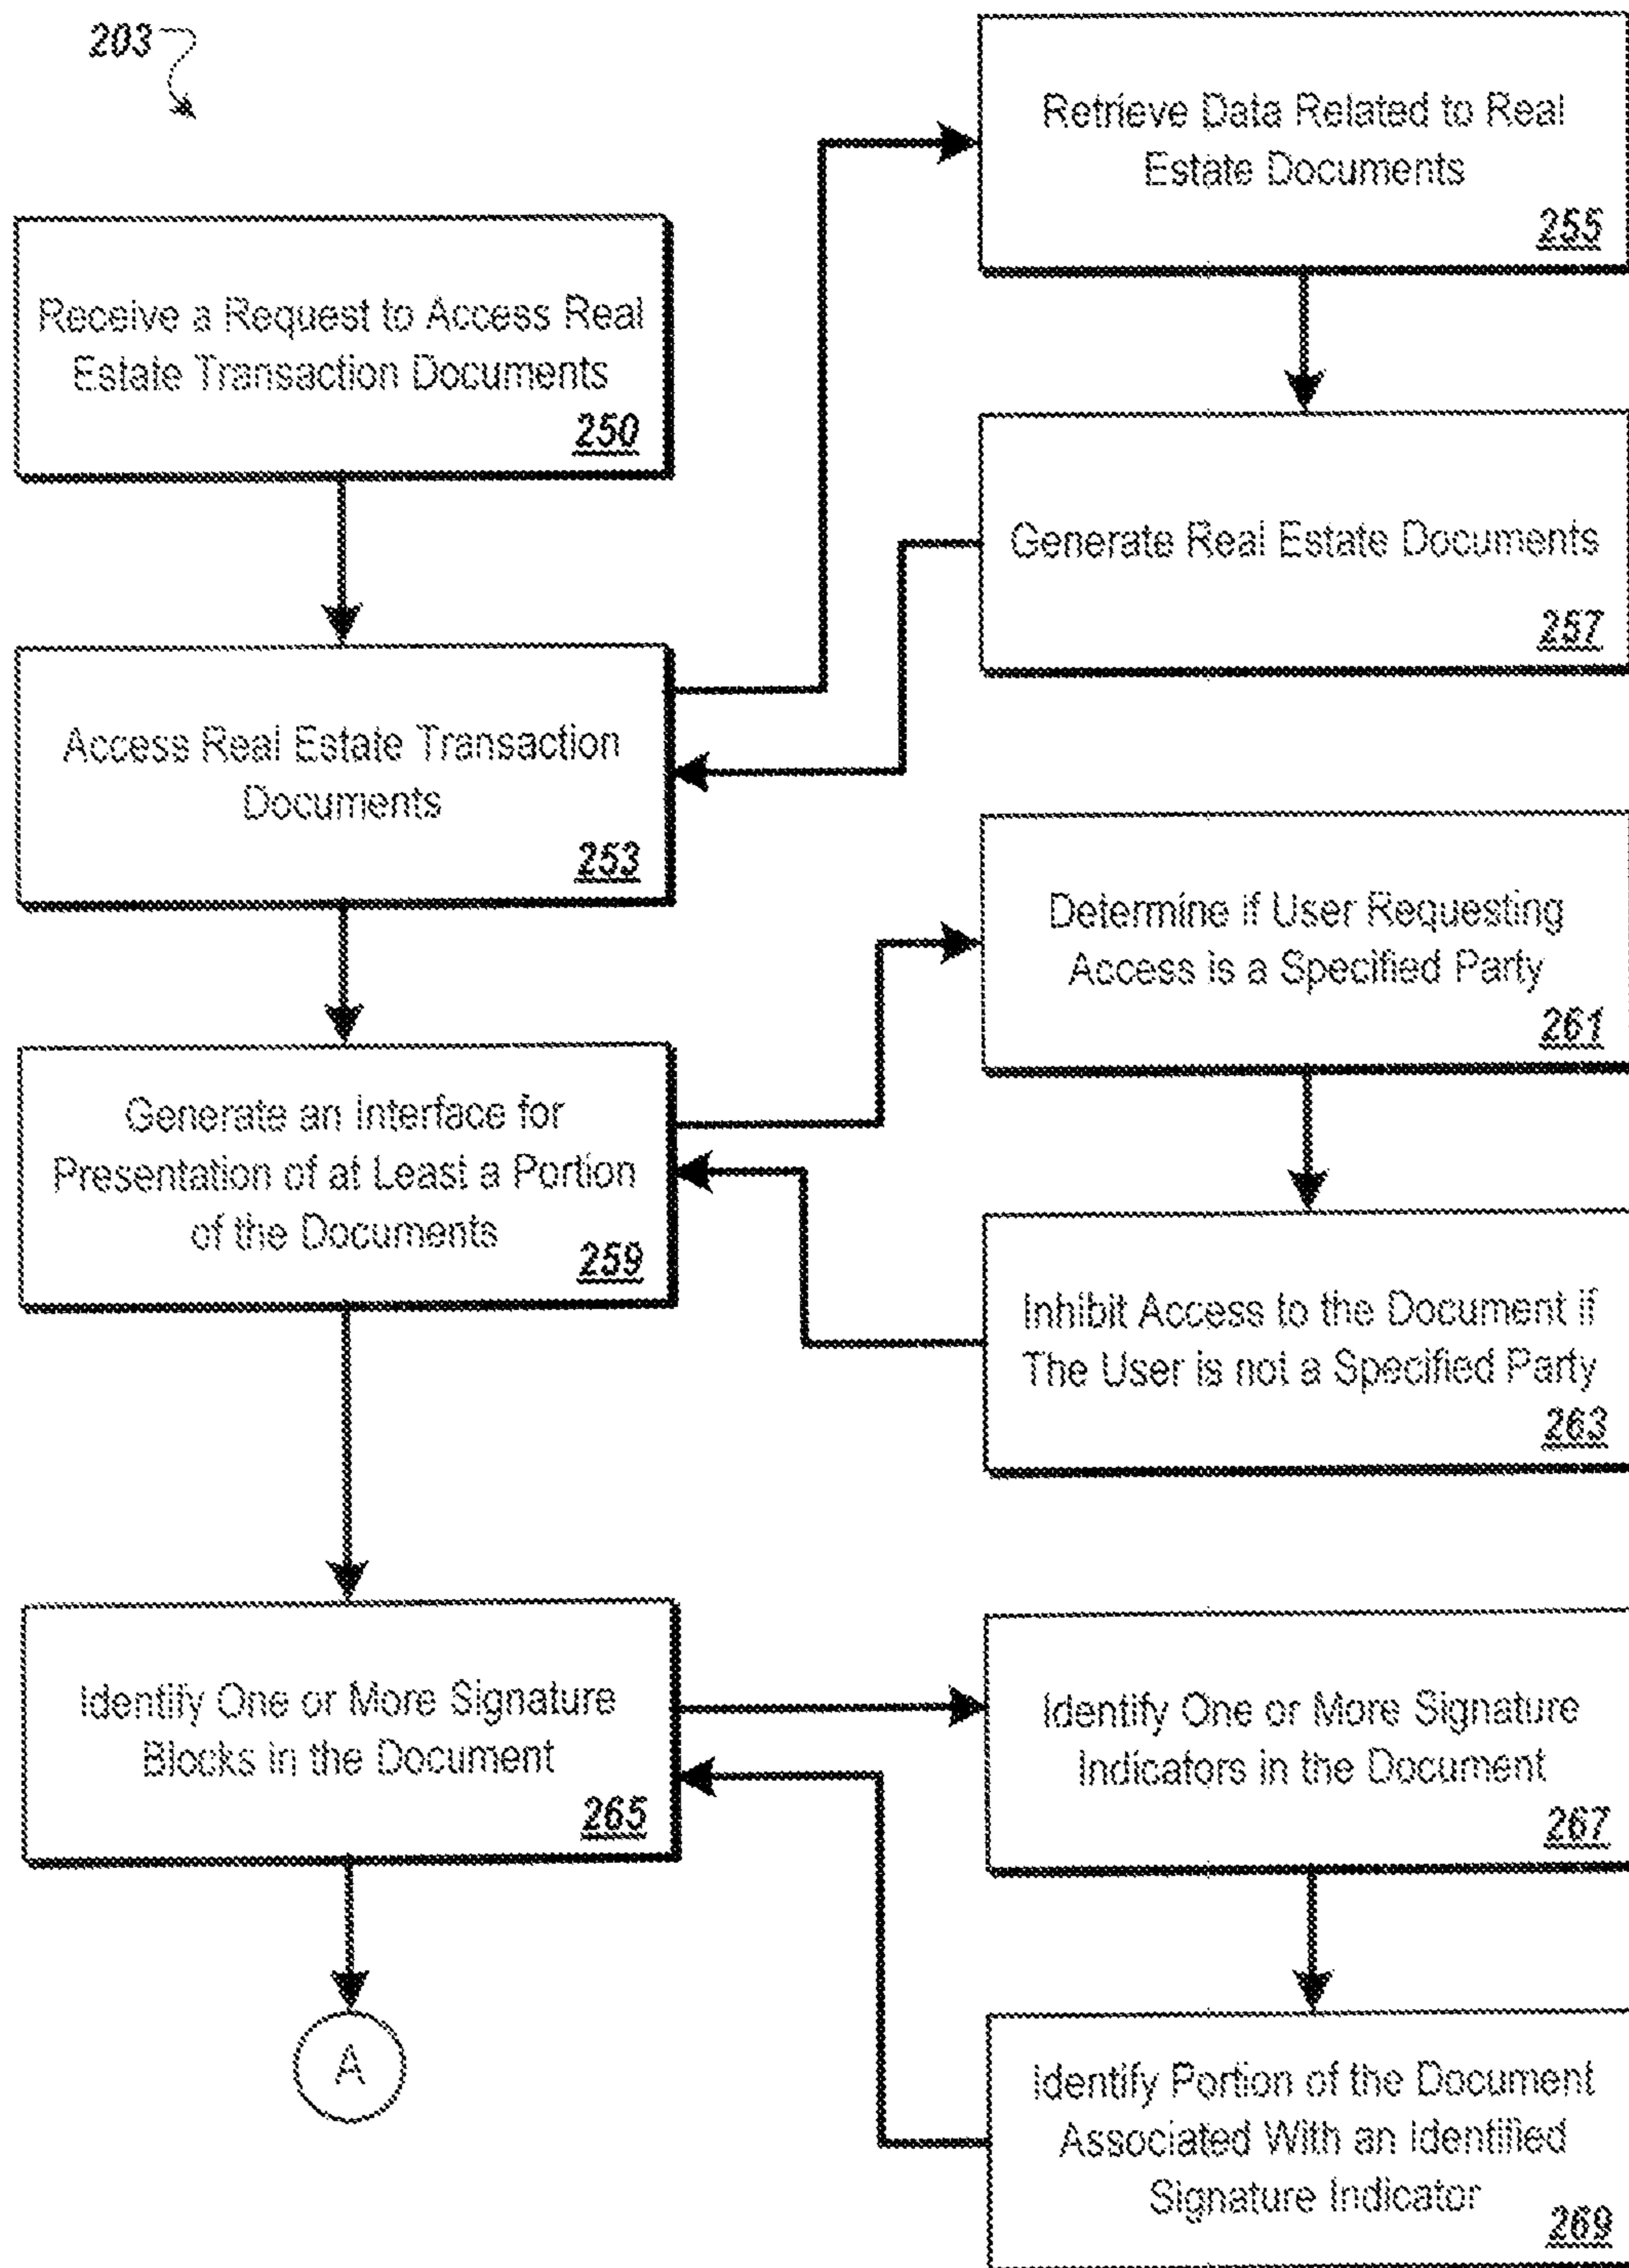 203
Retrieve Data Related to Real
Estate Documents
255
Receive a Request to Access Real
Estate Transaction Documents
250
Generate Real Estate Documents
257
Access Real Estate Transaction
Documents
253
Determine if User Requesting
Access is a Specified Party
261
Generate an Interface for
Presentation of at Least a Portion
of the Documents
259
Inhibit Access to the Document if
The User is not a Specified Party
263
Identify One or More Signature
Blocks in the Document
265
Identify One or More Signature
Indicators in the Document
267
A
Identify Portion of the Document
Associated With an Identified
Signature Indicator
269